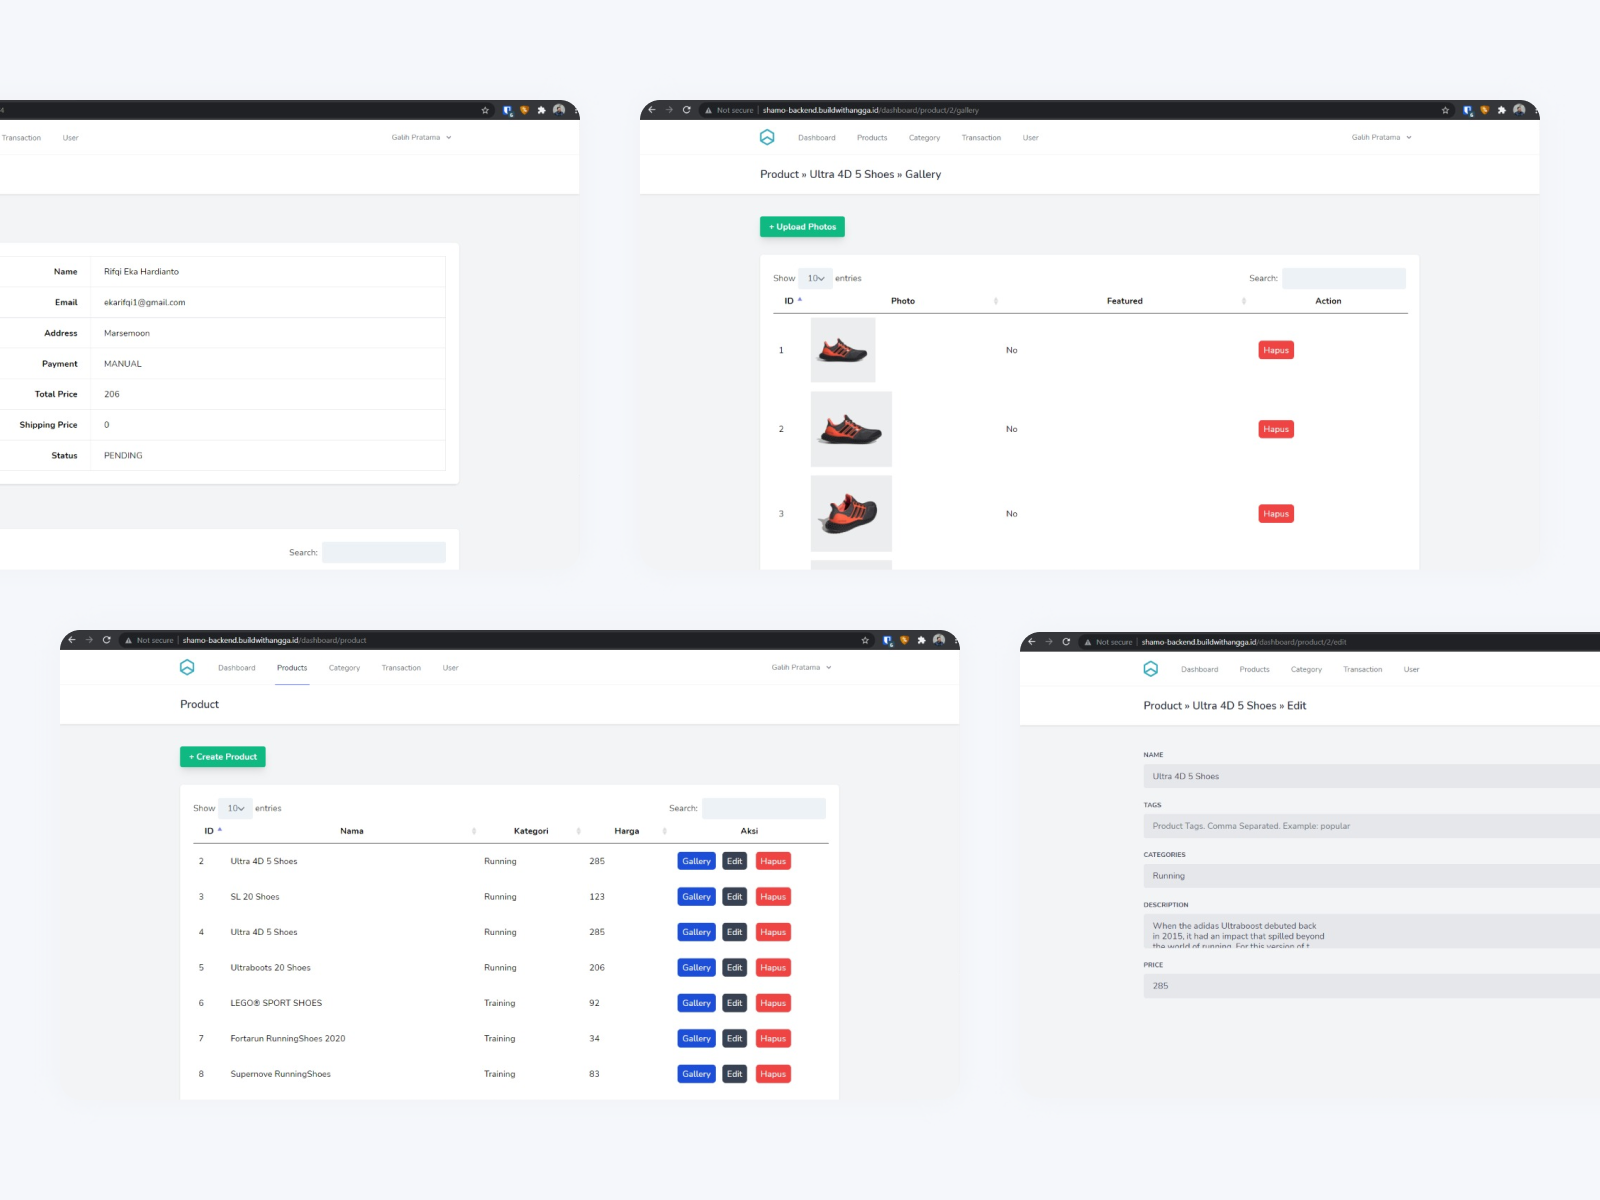 4
Transaction User Galih Pratama
Name Rifqi Eka Hardianto
Email ekarifqi1@gmail.com
Address Marsemoon
Payment MANUAL
Total Price 206
Shipping Price 0
Status PENDING
Search:
Not secure shamo-backend.buildwithangga.id/dashboard/product/2/gallery
Dashboard Products Category Transaction User Galih Pratama
Product » Ultra 4D 5 Shoes » Gallery
+ Upload Photos
Show 10 entries Search:
ID Photo Featured Action
1 No Hapus
2 No Hapus
3 No Hapus
Not secure shamo-backend.buildwithangga.id/dashboard/product
Dashboard Products Category Transaction User Galih Pratama
Product
+ Create Product
Show 10 entries Search:
ID Nama Kategori Harga Aksi
2 Ultra 4D 5 Shoes Running 285 Gallery Edit Hapus
3 SL 20 Shoes Running 123 Gallery Edit Hapus
4 Ultra 4D 5 Shoes Running 285 Gallery Edit Hapus
5 Ultraboots 20 Shoes Running 206 Gallery Edit Hapus
6 LEGO® SPORT SHOES Training 92 Gallery Edit Hapus
7 Fortarun RunningShoes 2020 Training 34 Gallery Edit Hapus
8 Supernove RunningShoes Training 83 Gallery Edit Hapus
Not secure shamo-backend.buildwithangga.id/dashboard/product/2/edit
Dashboard Products Category Transaction User
Product » Ultra 4D 5 Shoes » Edit
NAME
Ultra 4D 5 Shoes
TAGS
Product Tags. Comma Separated. Example: popular
CATEGORIES
Running
DESCRIPTION
When the adidas Ultraboost debuted back
in 2015, it had an impact that spilled beyond
the world of running. For this version of t
PRICE
285